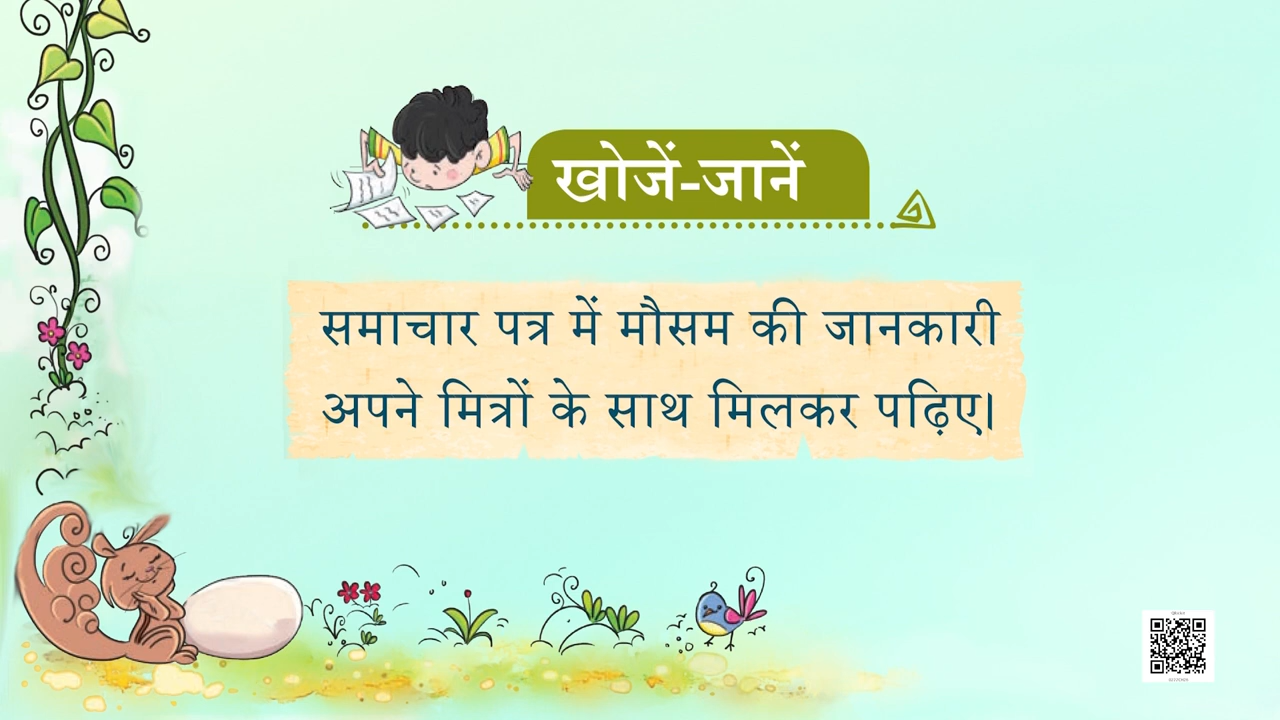 खोजें-जानें
समाचार पत्र में मौसम की जानकारी
अपने मित्रों के साथ मिलकर पढ़िए।